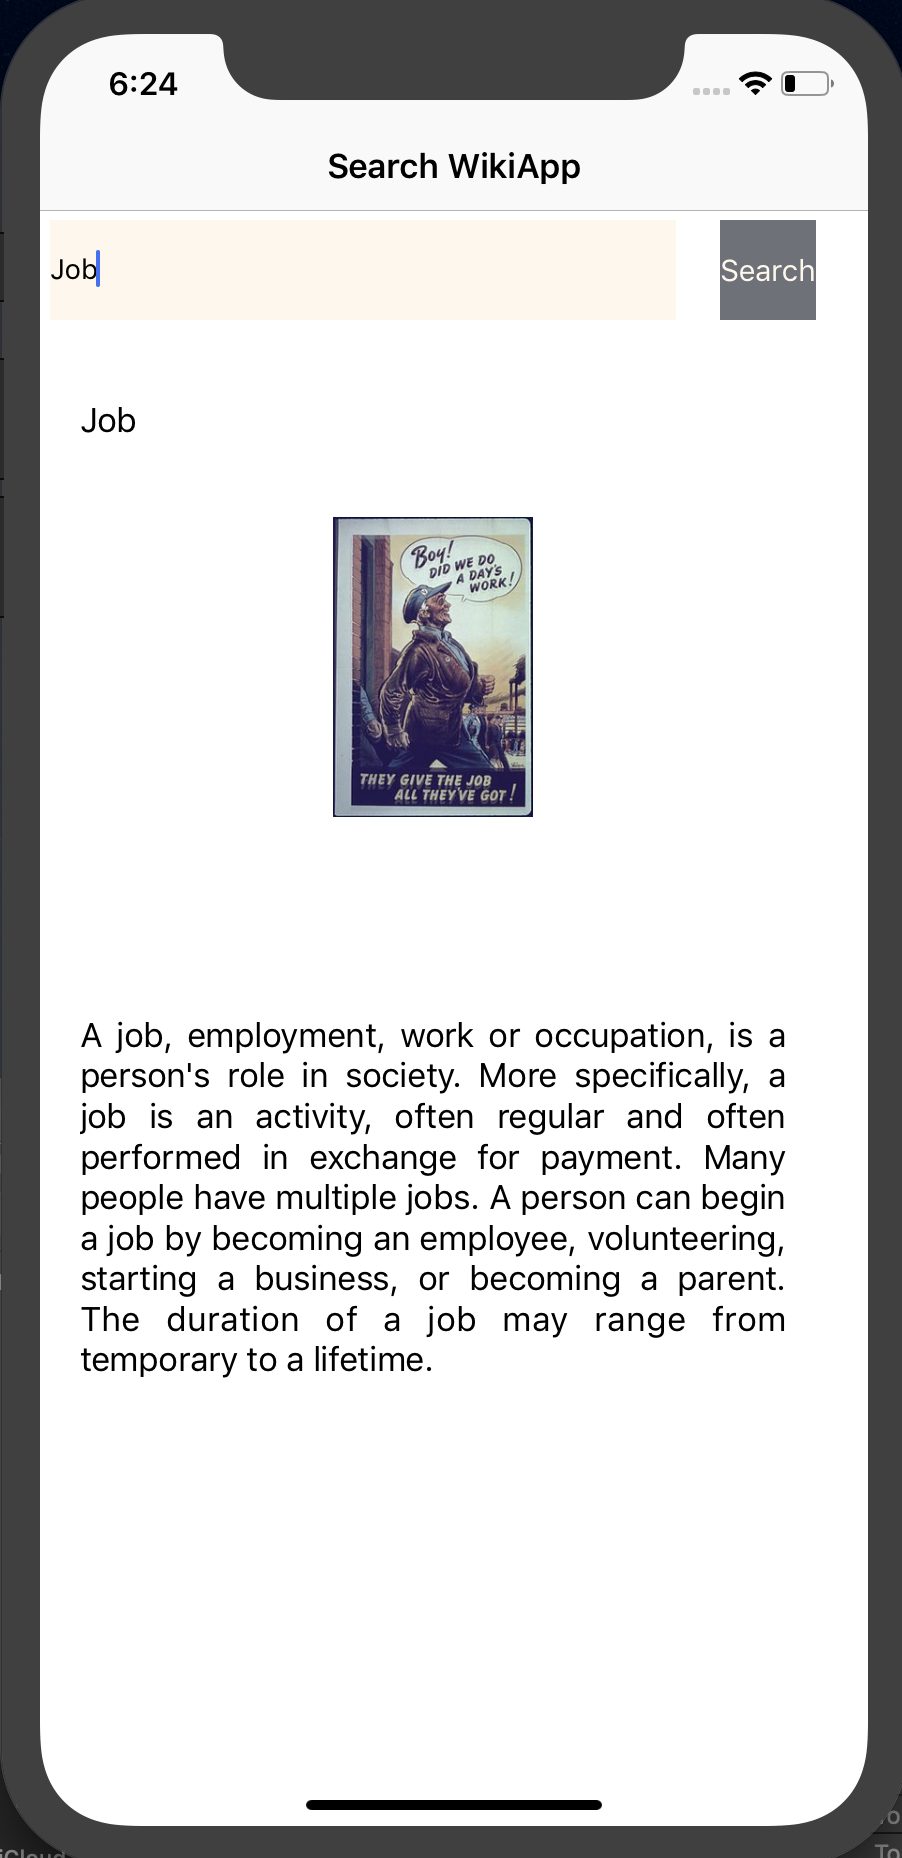 6:24
Search WikiApp
Job
Search
Job
Boy!
DID WE DO
A DAY'S
WORK!
THEY GIVE THE JOB
ALL THEY'VE GOT!
A job, employment, work or occupation, is a
person's role in society. More specifically, a
job is an activity, often regular and often
performed in exchange for payment. Many
people have multiple jobs. A person can begin
a job by becoming an employee, volunteering,
starting a business, or becoming a parent.
The duration of a job may range from
temporary to a lifetime.